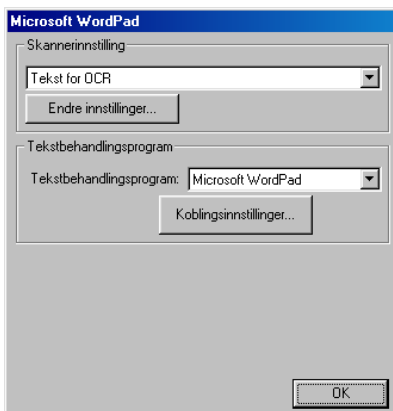 Microsoft WordPad
Skannerinnstilling
Tekst for OCR
Endre innstillinger...
Tekstbehandlingsprogram
Tekstbehandlingsprogram: Microsoft WordPad
Koblingsinnstillinger...
OK